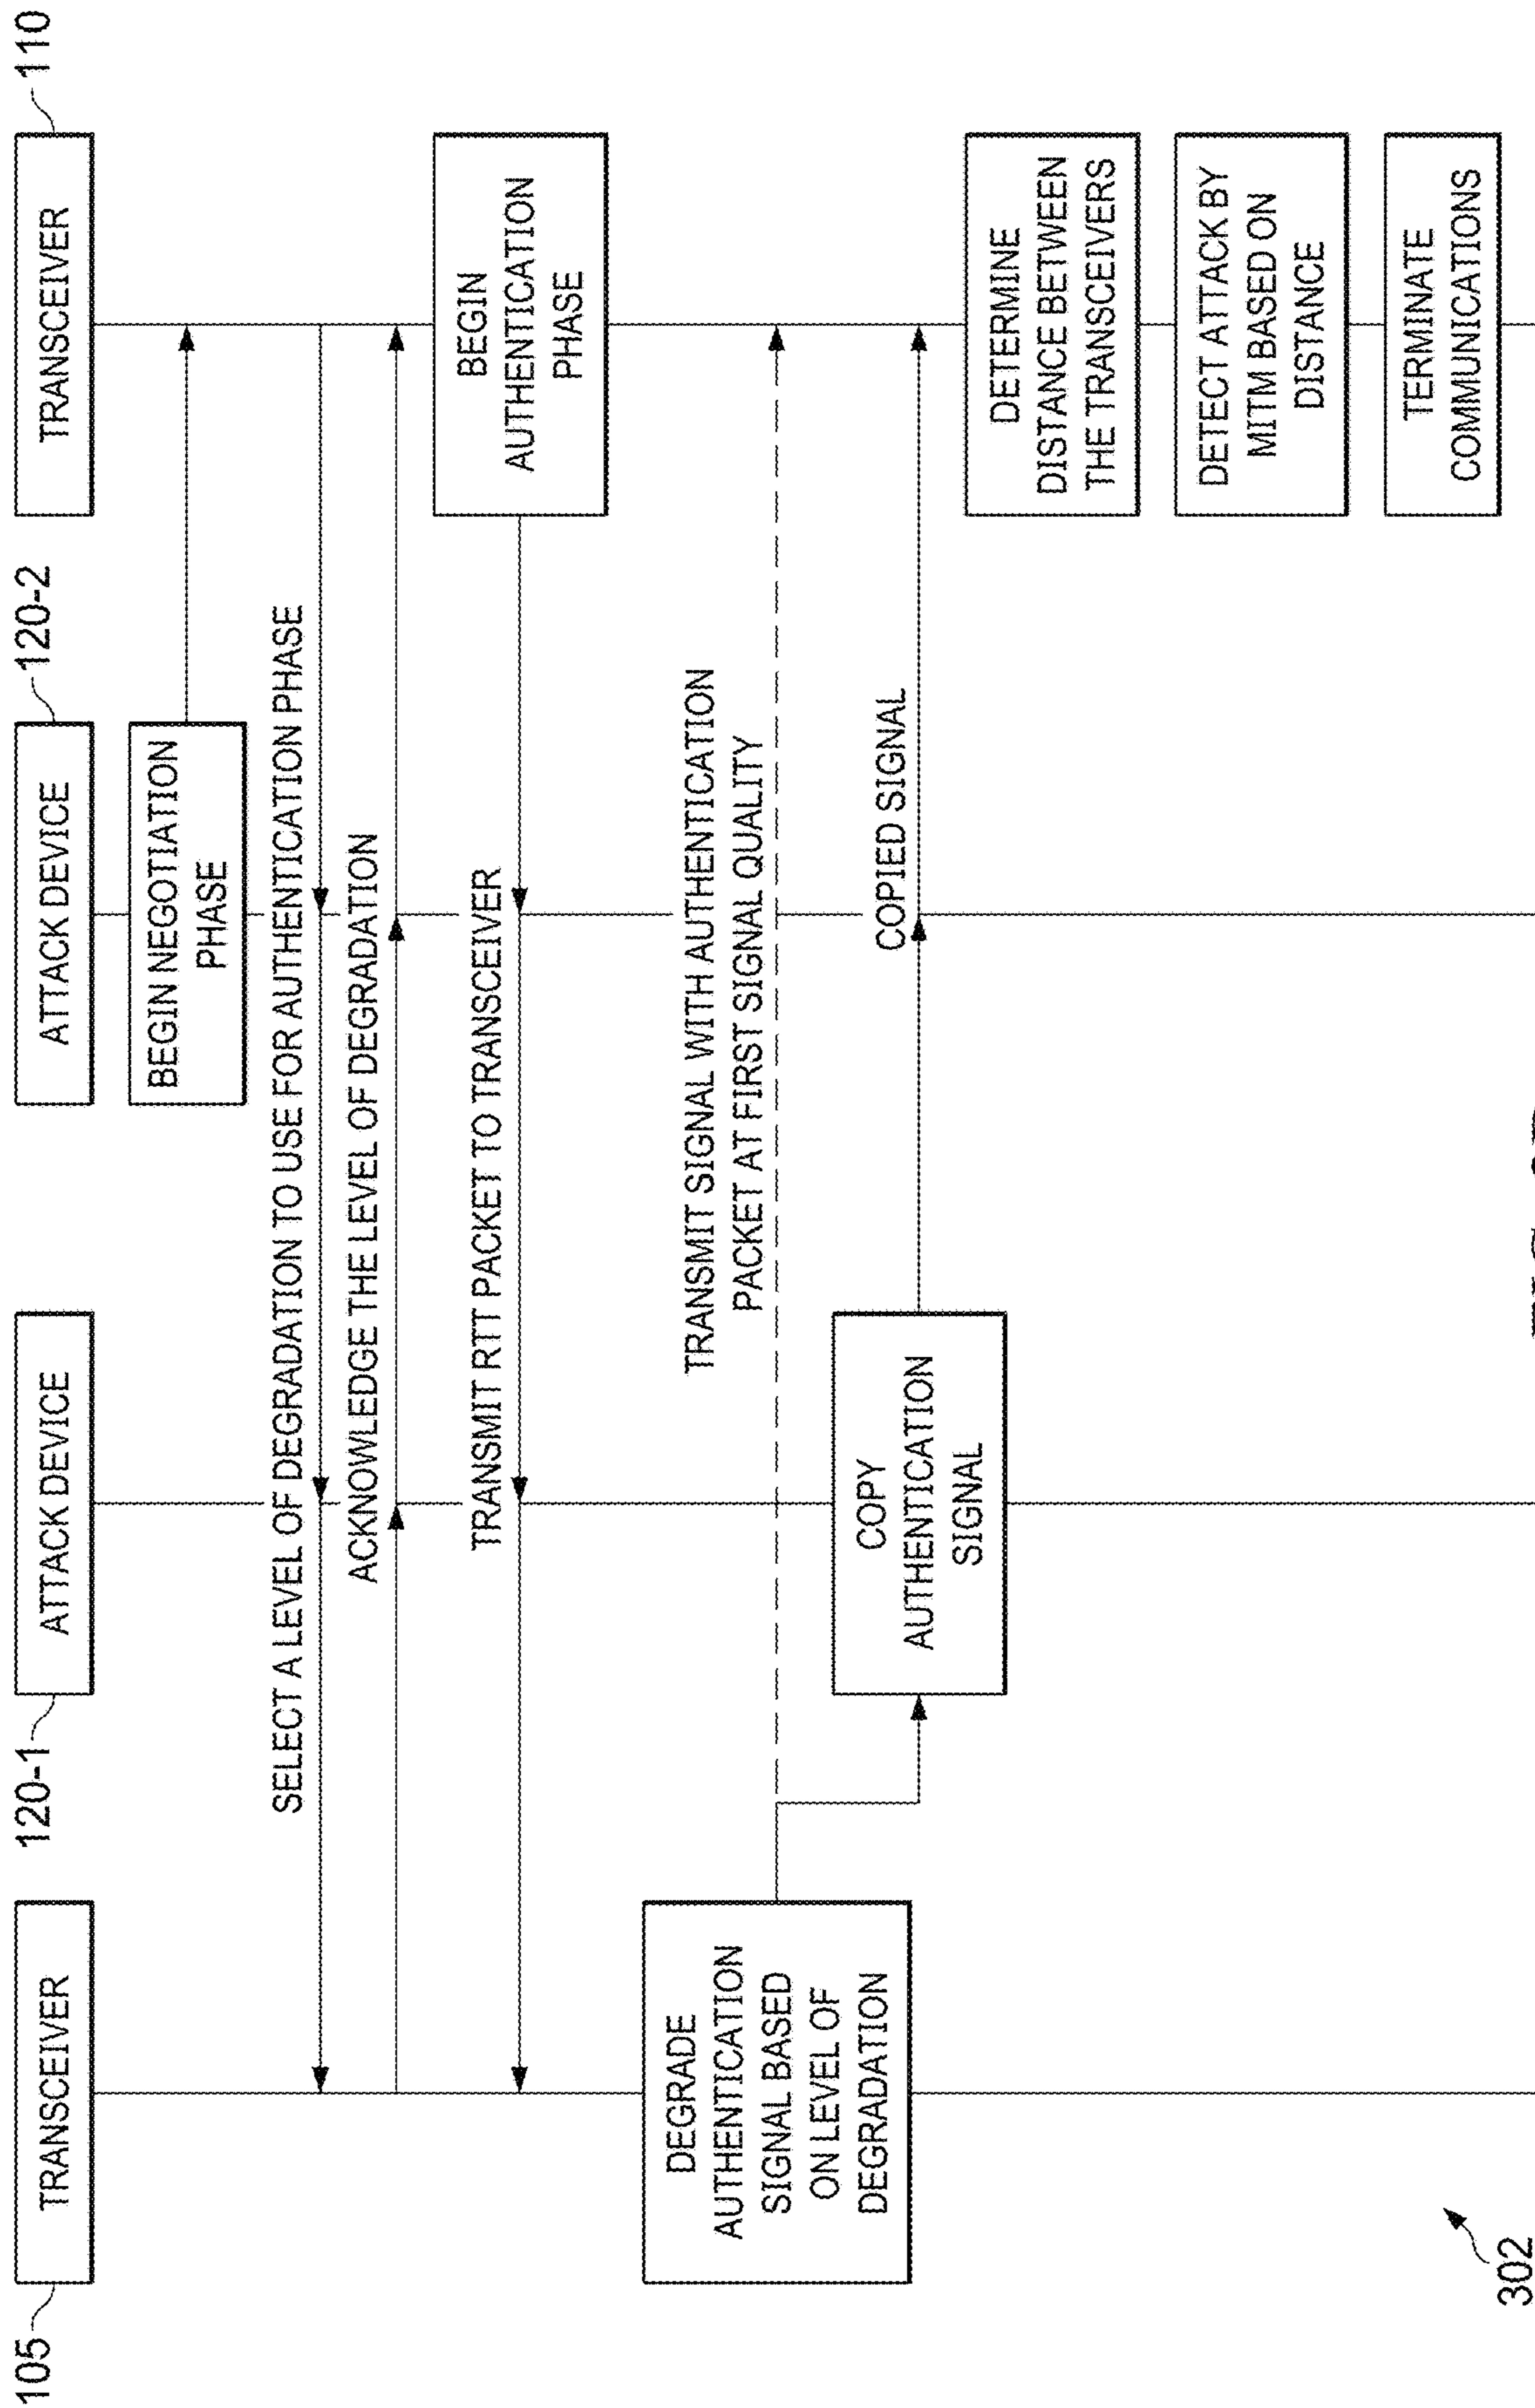 105
TRANSCEIVER
120-1
ATTACK DEVICE
ATTACK DEVICE
120-2
TRANSCEIVER
110
BEGIN NEGOTIATION
PHASE
SELECT A LEVEL OF DEGRADATION TO USE FOR AUTHENTICATION PHASE
ACKNOWLEDGE THE LEVEL OF DEGRADATION
BEGIN
AUTHENTICATION
PHASE
TRANSMIT RTT PACKET TO TRANSCEIVER
DEGRADE
AUTHENTICATION
SIGNAL BASED
ON LEVEL OF
DEGRADATION
TRANSMIT SIGNAL WITH AUTHENTICATION
PACKET AT FIRST SIGNAL QUALITY
COPY
AUTHENTICATION
SIGNAL
COPIED SIGNAL
DETERMINE
DISTANCE BETWEEN
THE TRANSCEIVERS
DETECT ATTACK BY
MITM BASED ON
DISTANCE
TERMINATE
COMMUNICATIONS
302